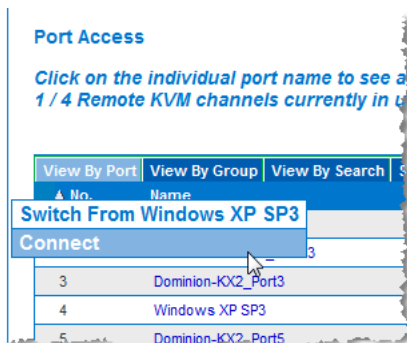 Port Access
Click on the individual port name to see a
1 / 4 Remote KVM channels currently in u
View By Port View By Group View By Search S
▲ No. Name
Switch From Windows XP SP3
Connect
_ 3
3 Dominion-KX2_Port3
4 Windows XP SP3
5 Dominion-KX2_Port5